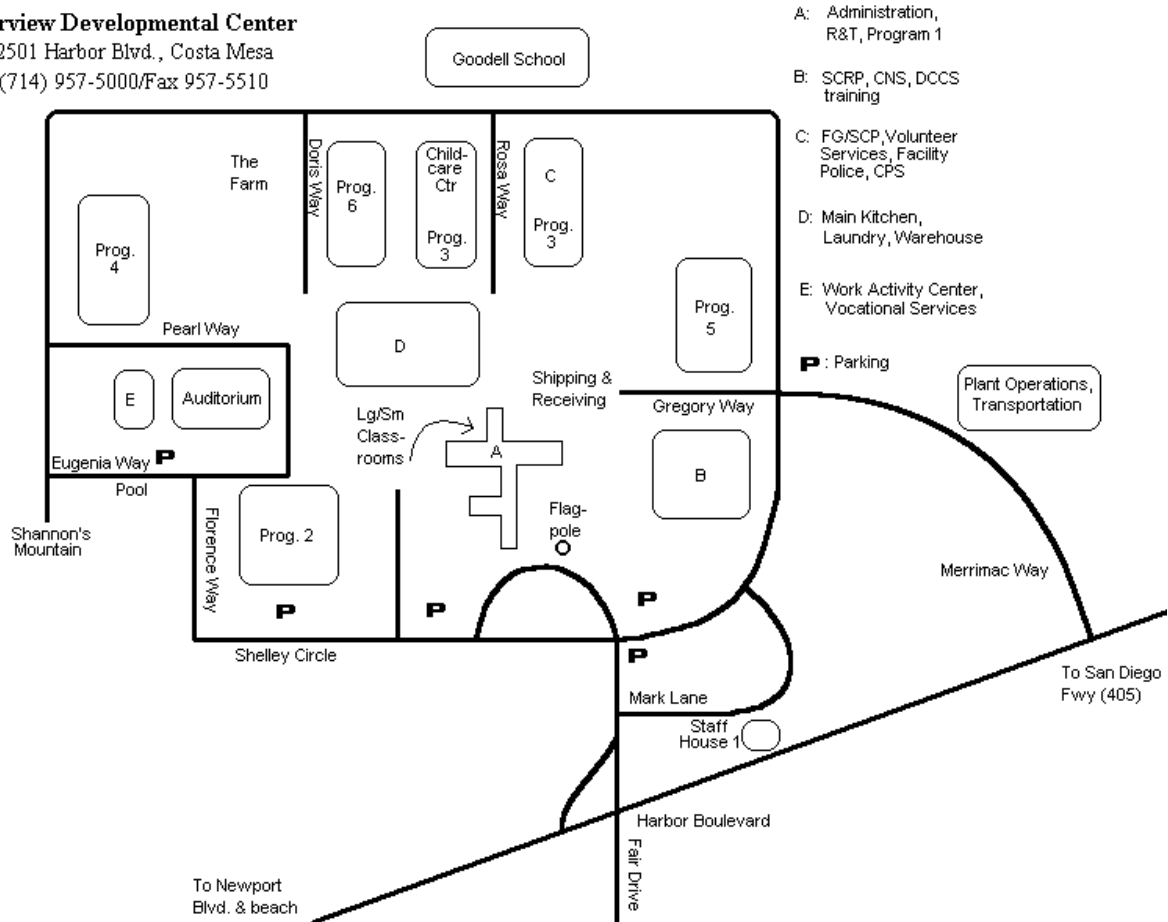 rview Developmental Center
2501 Harbor Blvd., Costa Mesa
(714) 957-5000/Fax 957-5510
Goodell School
A: Administration,
R&T, Program 1
B: SCRP, CNS, DCCS
training
C: FG/SCP,Volunteer
Services, Facility
Police, CPS
D: Main Kitchen,
Laundry, Warehouse
E: Work Activity Center,
Vocational Services
P : Parking
The
Farm
Doris Way
Prog.
6
Child-
care
Ctr
Prog.
3
Rosa Way
C
Prog.
3
Prog.
4
Prog.
5
Pearl Way
D
E
Auditorium
Shipping &
Receiving
Gregory Way
Plant Operations,
Transportation
Lg/Sm
Class-
rooms
A
B
Eugenia Way P
Pool
Shannon's
Mountain
Florence Way
Prog. 2
Flag-
pole
Merrimac Way
P
P
P
Shelley Circle
P
Mark Lane
Staff
House 1
To San Diego
Fwy (405)
Harbor Boulevard
Fair Drive
To Newport
Blvd. & beach